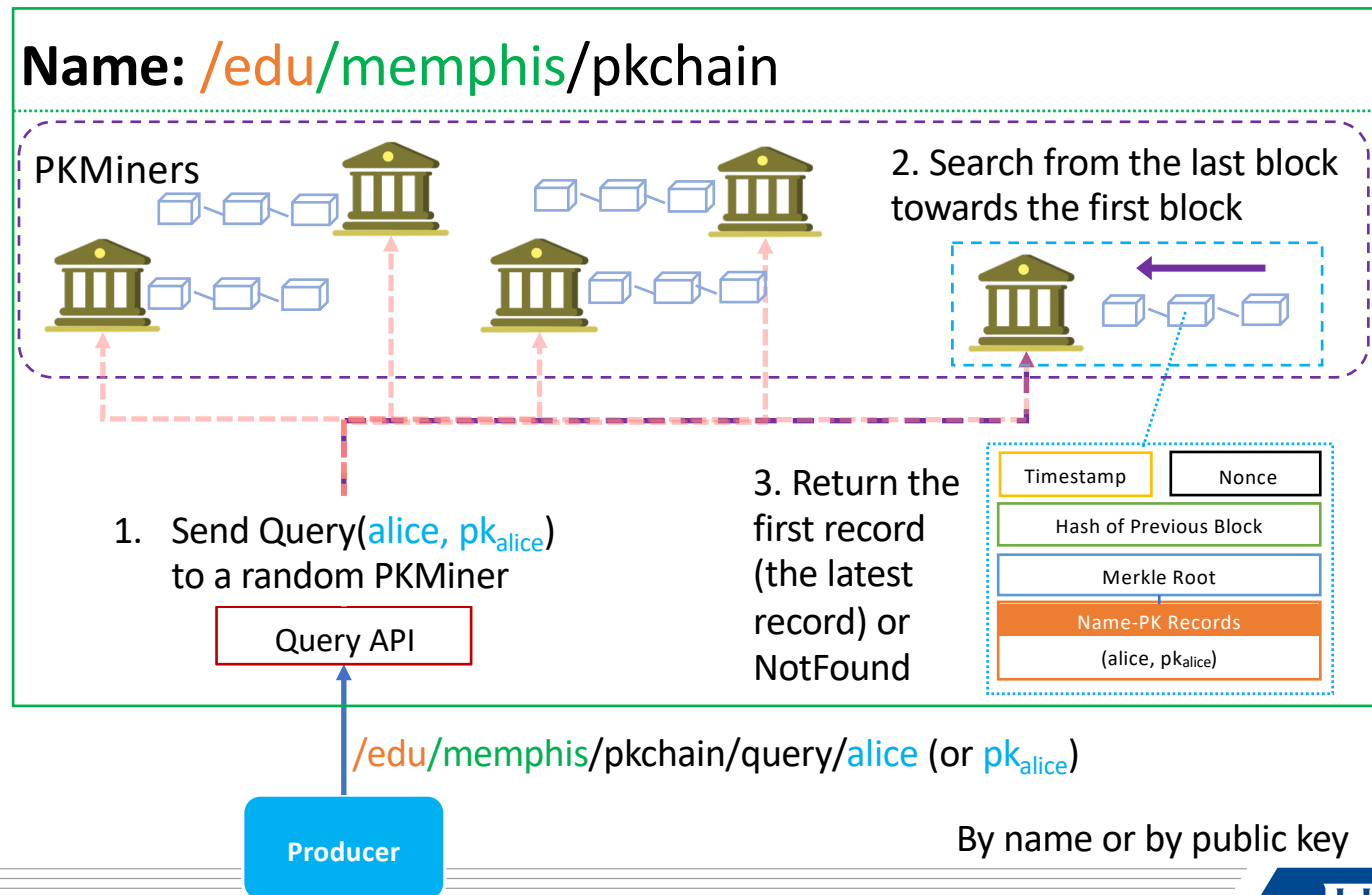 Name: /edu/memphis/pkchain
PKMiners
2. Search from the last block
towards the first block
1. Send Query(alice, pkalice)
to a random PKMiner
Query API
3. Return the
first record
(the latest
record) or
NotFound
Timestamp
Nonce
Hash of Previous Block
Merkle Root
Name-PK Records
(alice, pkalice)
/edu/memphis/pkchain/query/alice (or pkalice)
Producer
By name or by public key